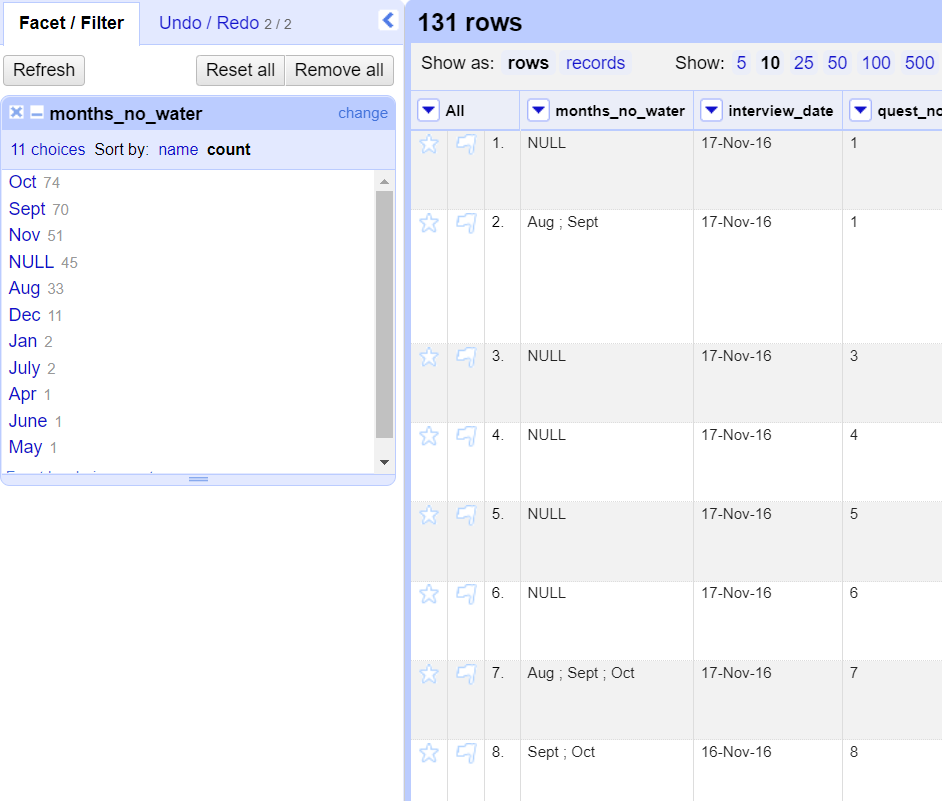 Facet / Filter
Undo / Redo 2 / 2
Refresh
Reset all
Remove all
months_no_water
change
11 choices Sort by: name count
Oct 74
Sept 70
Nov 51
NULL 45
Aug 33
Dec 11
Jan 2
July 2
Apr 1
June 1
May 1
131 rows
Show as: rows records
Show: 5 10 25 50 100 500
All months_no_water interview_date quest_no
1. NULL 17-Nov-16 1
2. Aug ; Sept 17-Nov-16 1
3. NULL 17-Nov-16 3
4. NULL 17-Nov-16 4
5. NULL 17-Nov-16 5
6. NULL 17-Nov-16 6
7. Aug ; Sept ; Oct 17-Nov-16 7
8. Sept ; Oct 16-Nov-16 8